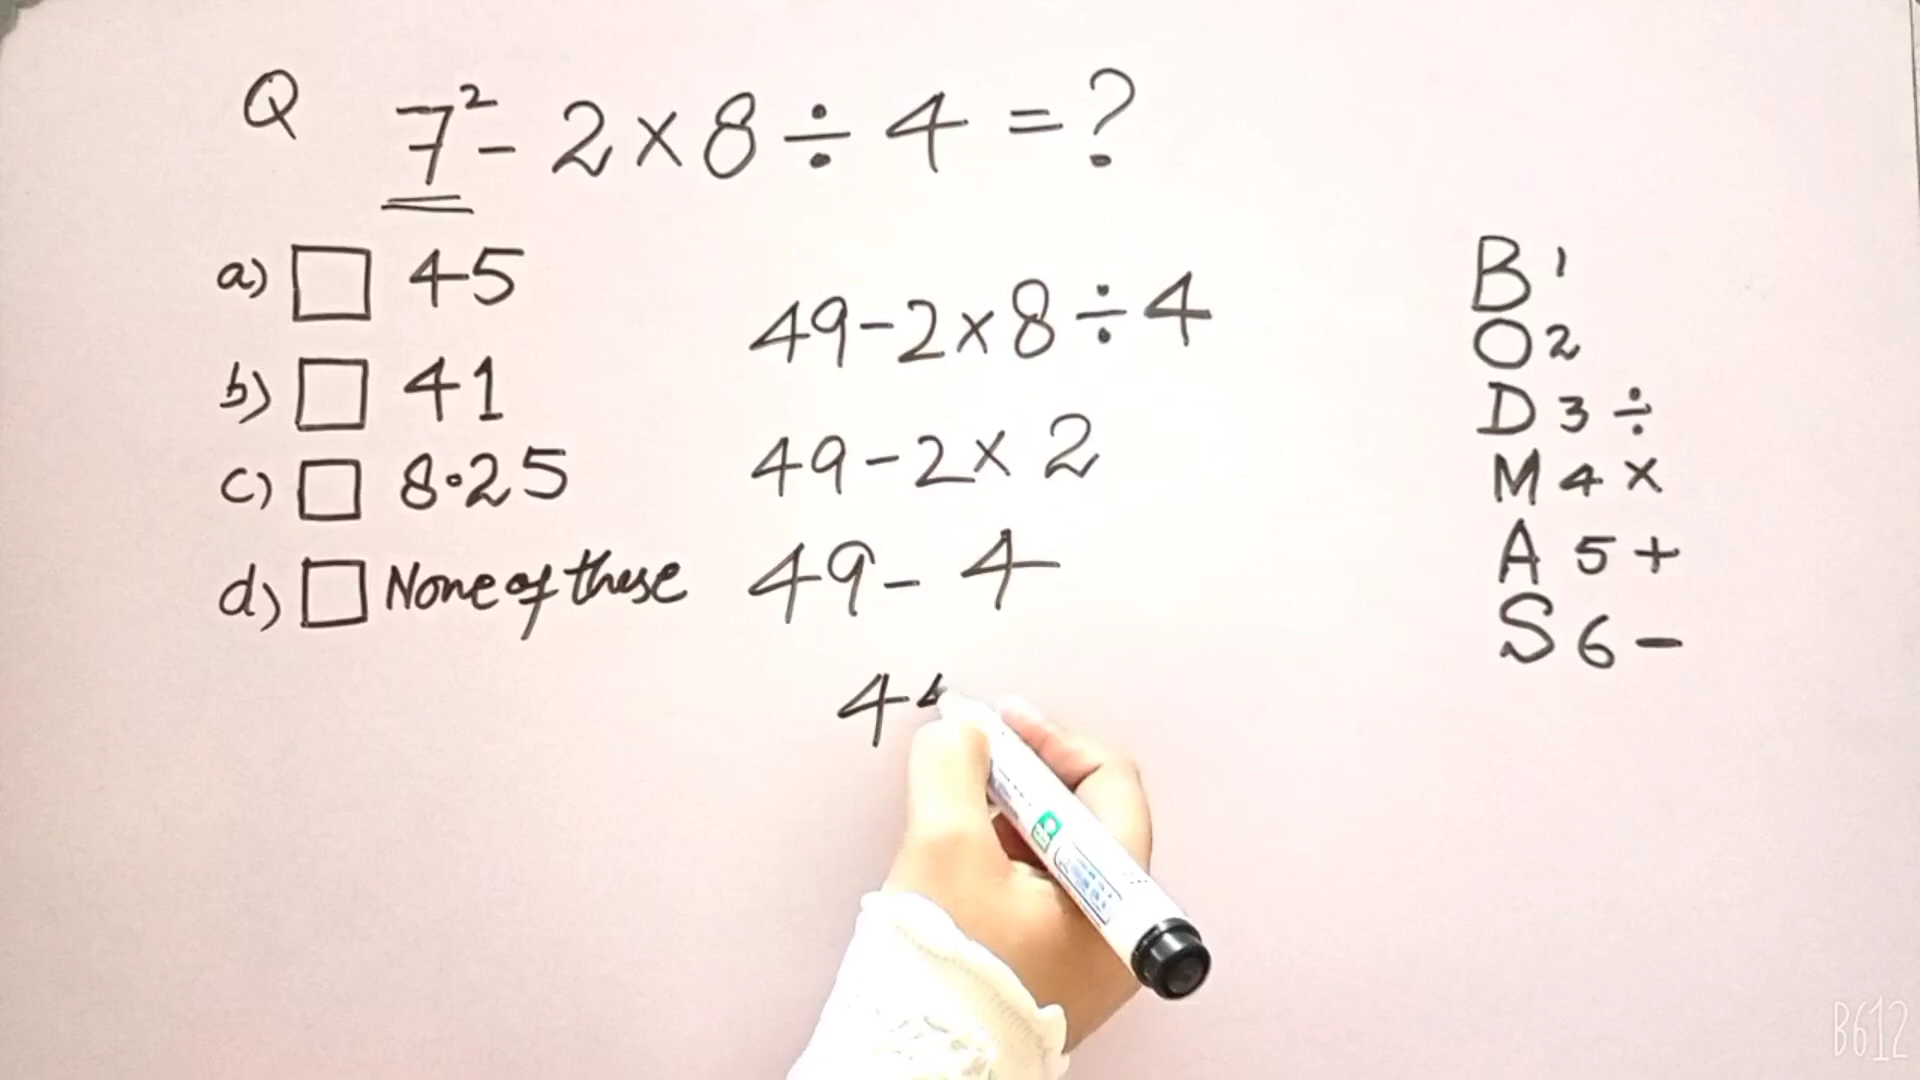 Q 7² - 2 × 8 ÷ 4 = ?
a) 45
b) 41
c) 8.25
d) None of these
49 - 2 × 8 ÷ 4
49 - 2 × 2
49 - 4
4
B 1
O 2
D 3 ÷
M 4 ×
A 5 +
S 6 -
B612